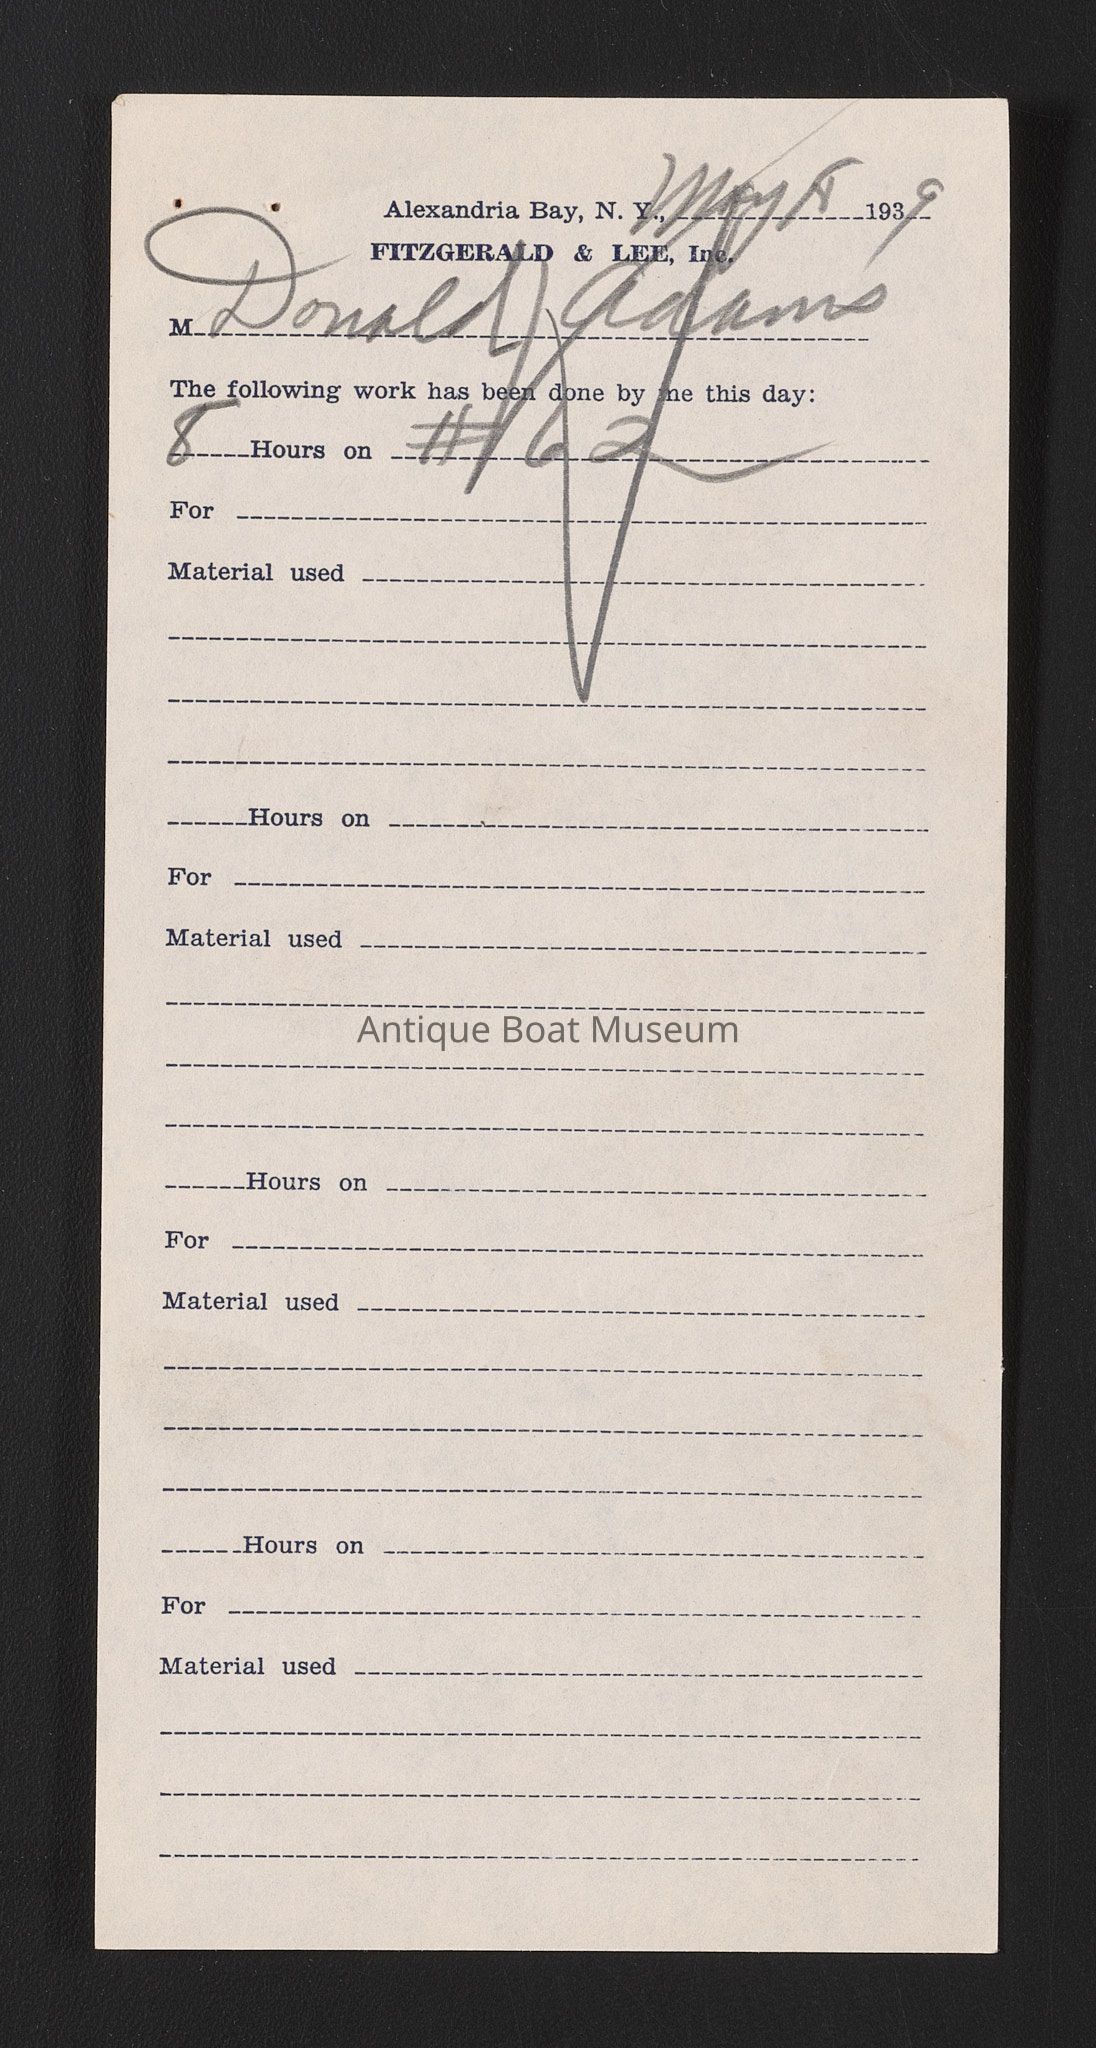 Alexandria Bay, N. Y., May 8 1939
FITZGERALD & LEE, Inc.
M Donald Adams
The following work has been done by me this day:
8 Hours on #162
For
Material used
Hours on
For
Material used
Antique Boat Museum
Hours on
For
Material used
Hours on
For
Material used